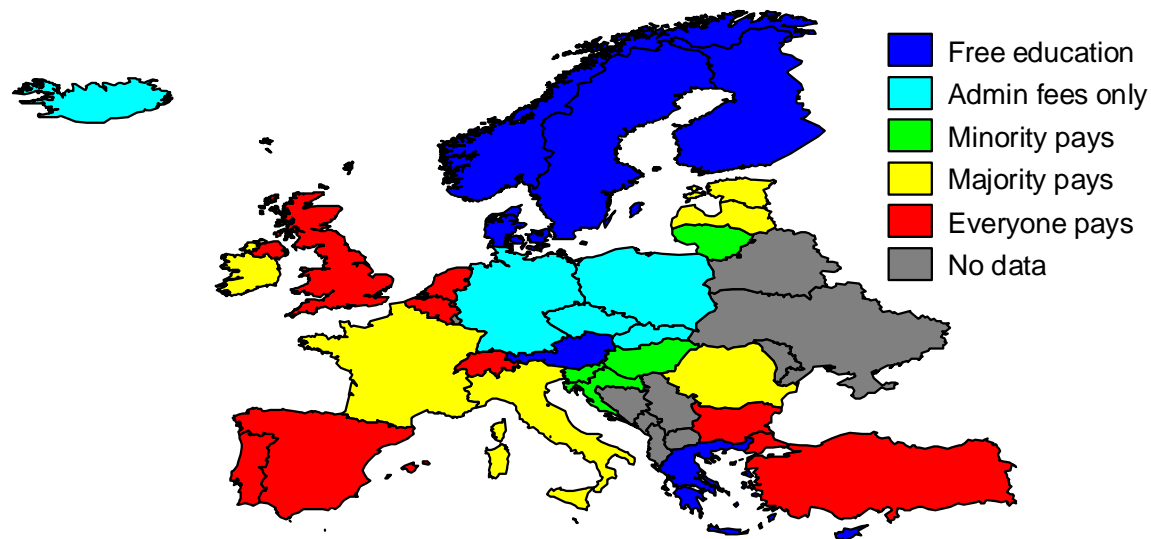 Free education
Admin fees only
Minority pays
Majority pays
Everyone pays
No data